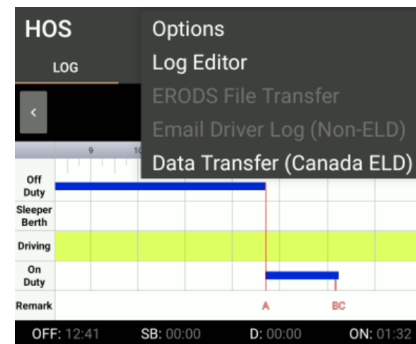 HOS
Options
LOG
Log Editor
ERODS File Transfer
Email Driver Log (Non-ELD)
Data Transfer (Canada ELD)
9
Off
Duty
Sleeper
Berth
Driving
On
Duty
Remark
A BC
OFF: 12:41 SB: 00:00 D: 00:00 ON: 01:32